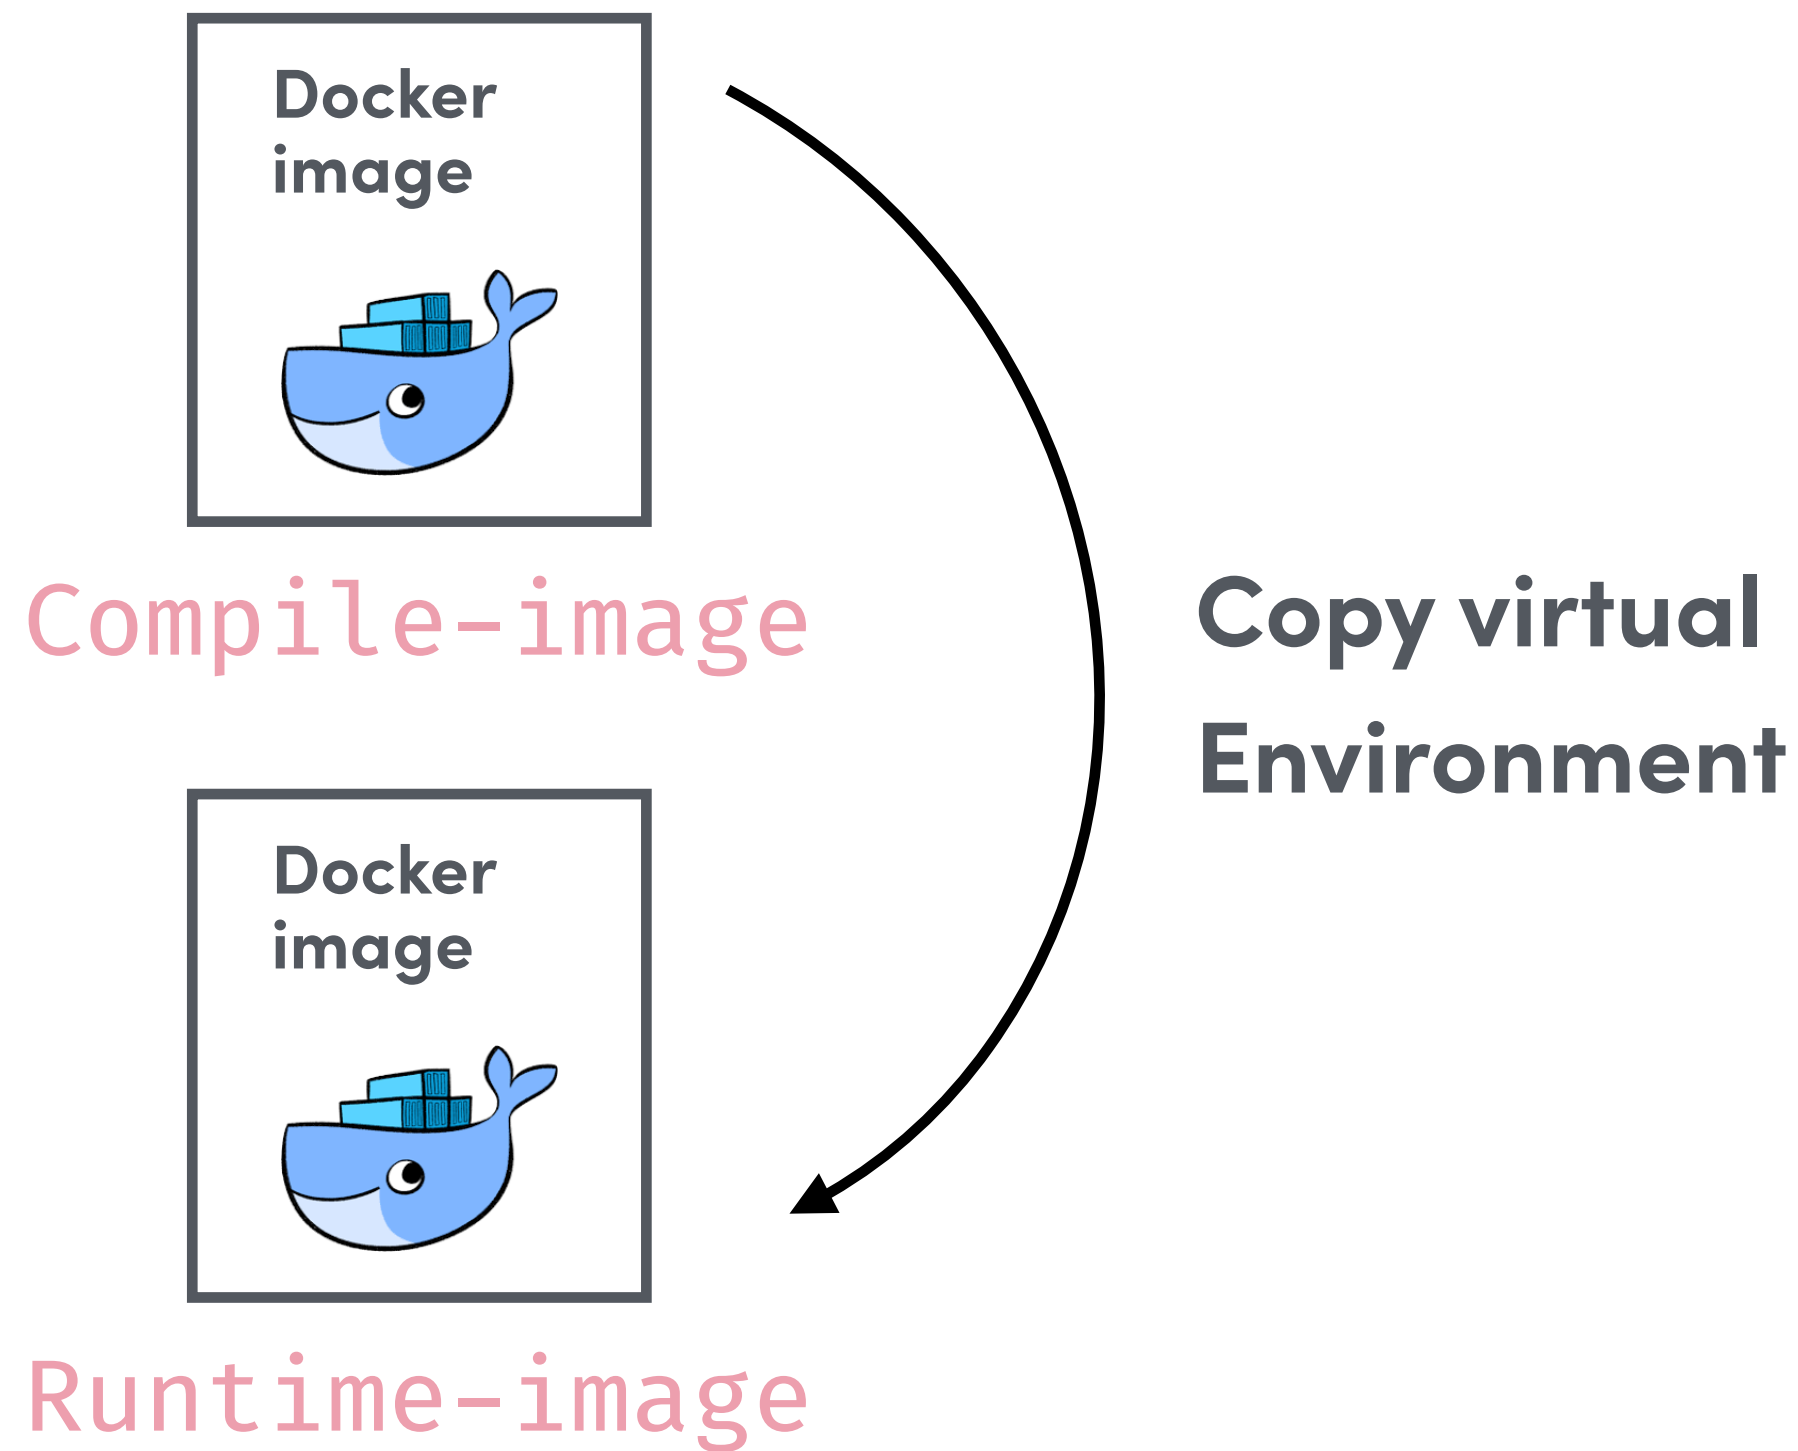 Docker
image
Compile-image
Copy virtual
Environment
Docker
image
Runtime-image